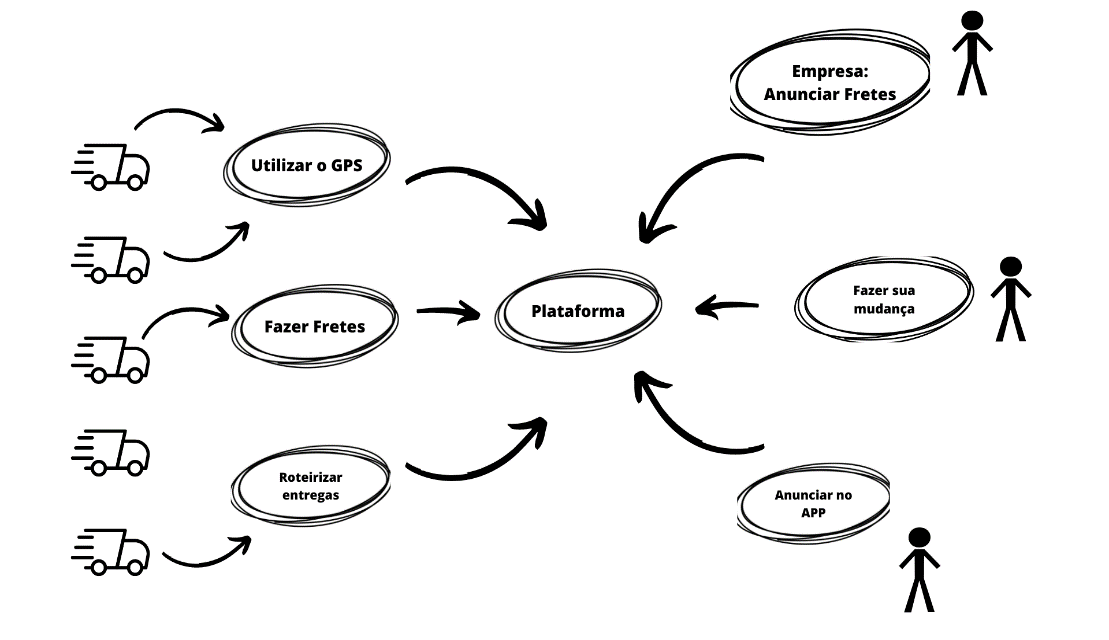 Empresa:
Anunciar Fretes
Utilizar o GPS
Fazer sua
mudança
Plataforma
Fazer Fretes
Roteirizar
entregas
Anunciar no
APP